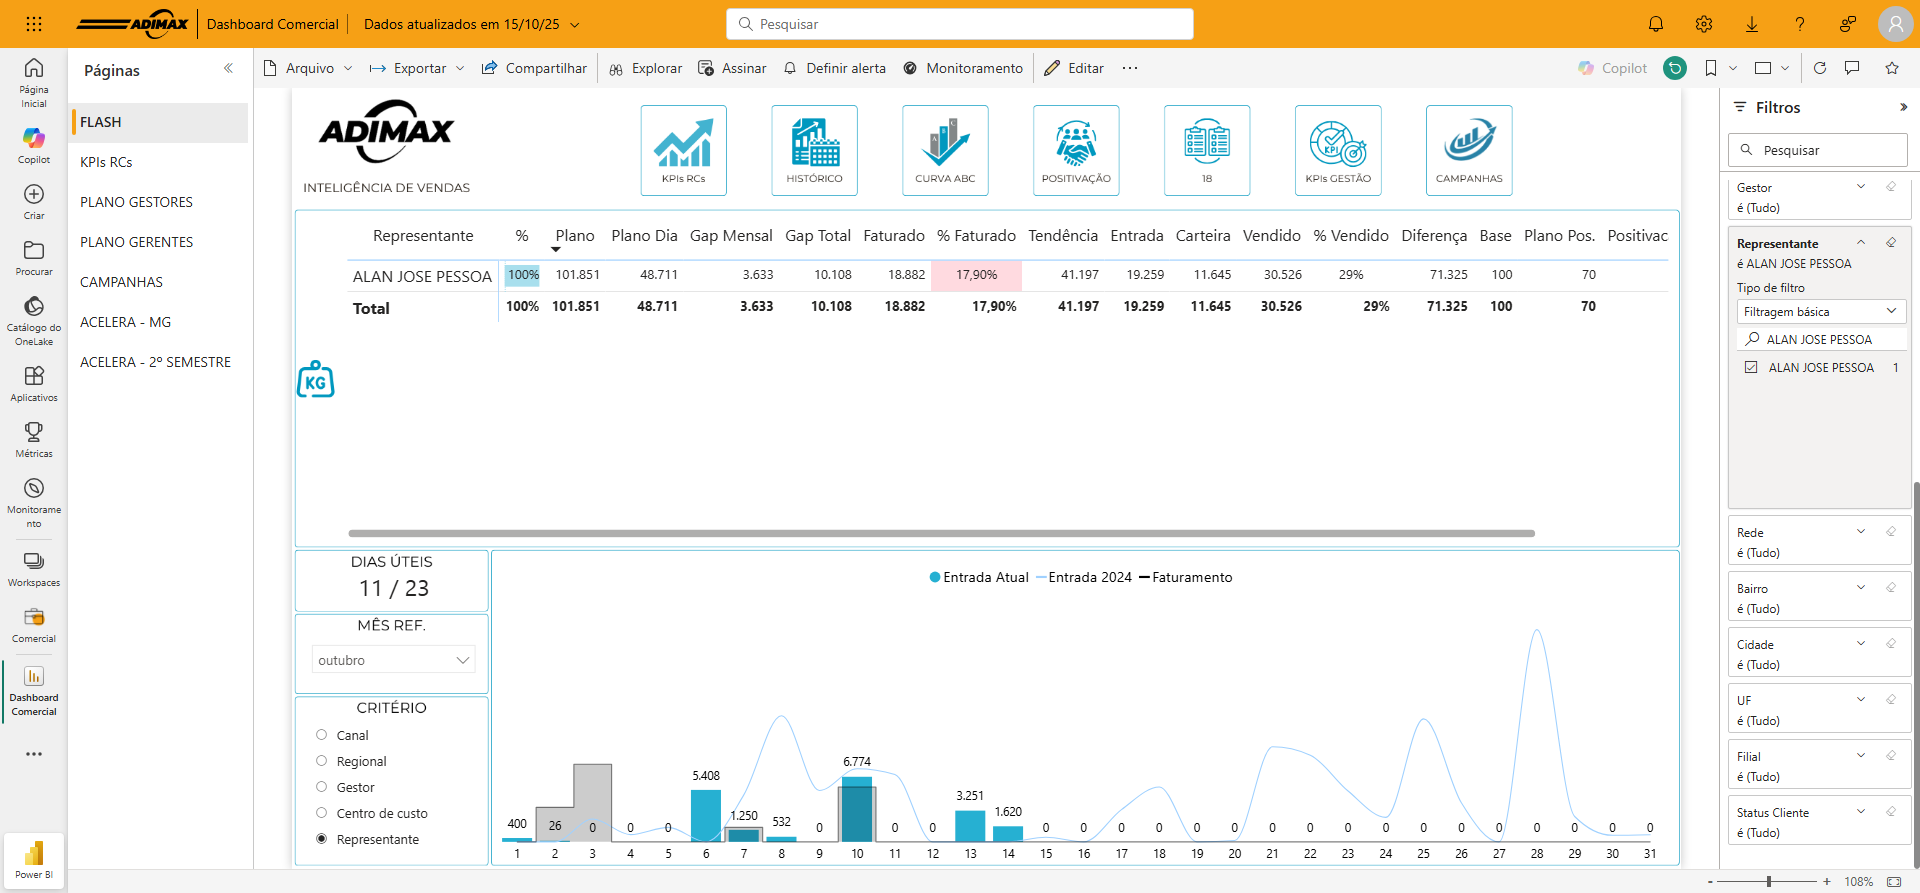 ADIMAX Dashboard Comercial Dados atualizados em 15/10/25
Pesquisar
Arquivo Exportar Compartilhar Explorar Assinar Definir alerta Monitoramento Editar ... Copilot
Página Inicial
Copilot
Criar
Procurar
Catálogo do OneLake
Aplicativos
Métricas
Monitorame
nto
Workspaces
Comercial
Dashboard Comercial
Power BI
Páginas
FLASH
KPIs RCs
PLANO GESTORES
PLANO GERENTES
CAMPANHAS
ACELERA - MG
ACELERA - 2º SEMESTRE
ADIMAX
INTELIGÊNCIA DE VENDAS
KPIs RCs
HISTÓRICO
A B C
CURVA ABC
POSITIVAÇÃO
18
KPI
KPIs GESTÃO
CAMPANHAS
Representante % Plano Plano Dia Gap Mensal Gap Total Faturado % Faturado Tendência Entrada Carteira Vendido % Vendido Diferença Base Plano Pos. Positivac
ALAN JOSE PESSOA 100% 101.851 48.711 3.633 10.108 18.882 17,90% 41.197 19.259 11.645 30.526 29% 71.325 100 70
Total 100% 101.851 48.711 3.633 10.108 18.882 17,90% 41.197 19.259 11.645 30.526 29% 71.325 100 70
KG
DIAS ÚTEIS
11 / 23
MÊS REF.
outubro
CRITÉRIO
Canal
Regional
Gestor
Centro de custo
Representante
Entrada Atual Entrada 2024 Faturamento
400 26 0 0 0 5.408 1.250 532 0 6.774 0 0 3.251 1.620 0 0 0 0 0 0 0 0 0 0 0 0 0 0 0 0 0
1 2 3 4 5 6 7 8 9 10 11 12 13 14 15 16 17 18 19 20 21 22 23 24 25 26 27 28 29 30 31
Filtros
Pesquisar
Gestor
é (Tudo)
Representante
é ALAN JOSE PESSOA
Tipo de filtro
Filtragem básica
ALAN JOSE PESSOA
ALAN JOSE PESSOA 1
Rede
é (Tudo)
Bairro
é (Tudo)
Cidade
é (Tudo)
UF
é (Tudo)
Filial
é (Tudo)
Status Cliente
é (Tudo)
- + 108%